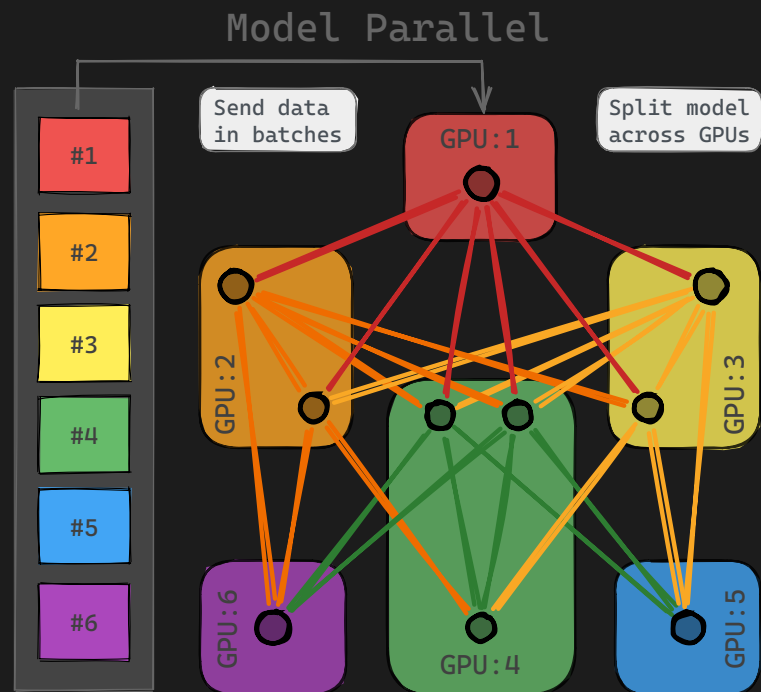 Model Parallel
Send data
in batches
Split model
across GPUs
#1
#2
#3
#4
#5
#6
GPU:1
GPU:2
GPU:3
GPU:6
GPU:4
GPU:5